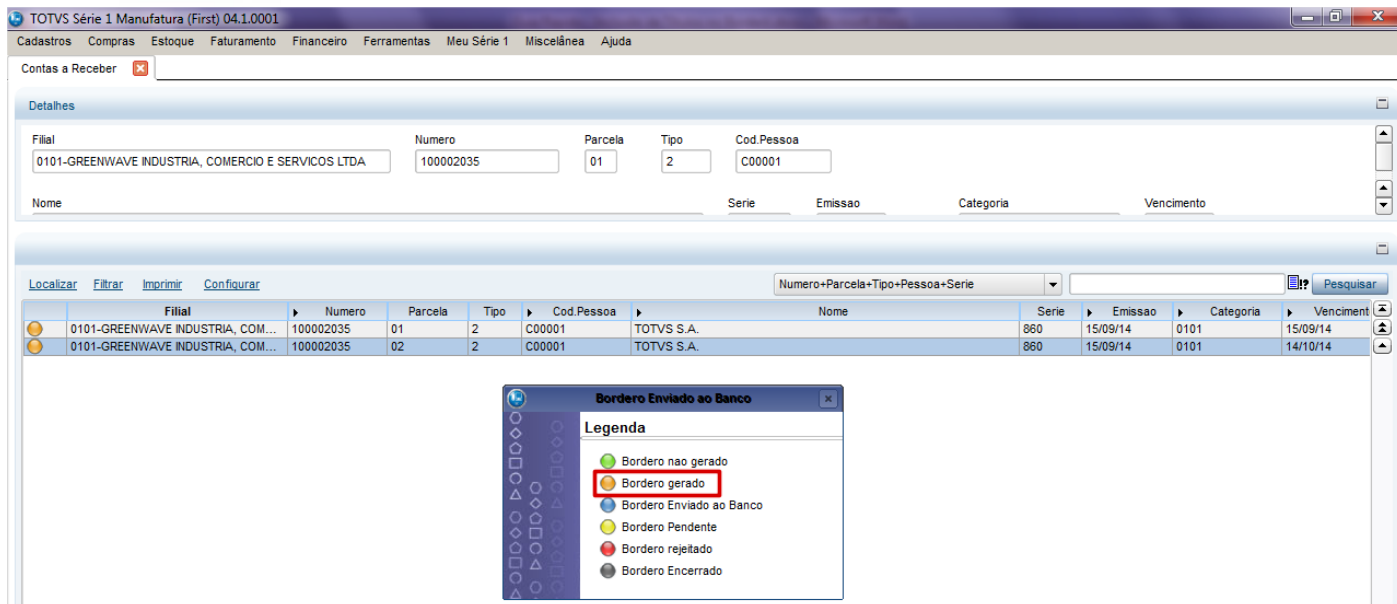 TOTVS Série 1 Manufatura (First) 04.1.0001
Cadastros Compras Estoque Faturamento Financeiro Ferramentas Meu Série 1 Miscelânea Ajuda
Contas a Receber
Detalhes
Filial Numero Parcela Tipo Cod.Pessoa
0101-GREENWAVE INDUSTRIA, COMERCIO E SERVICOS LTDA 100002035 01 2 C00001
Nome Serie Emissao Categoria Vencimento
Localizar Filtrar Imprimir Configurar Numero+Parcela+Tipo+Pessoa+Serie !? Pesquisar
Filial Numero Parcela Tipo Cod.Pessoa Nome Serie Emissao Categoria Venciment
0101-GREENWAVE INDUSTRIA, COM... 100002035 01 2 C00001 TOTVS S.A. 860 15/09/14 0101 15/09/14
0101-GREENWAVE INDUSTRIA, COM... 100002035 02 2 C00001 TOTVS S.A. 860 15/09/14 0101 14/10/14
Bordero Enviado ao Banco
Legenda
Bordero nao gerado
Bordero gerado
Bordero Enviado ao Banco
Bordero Pendente
Bordero rejeitado
Bordero Encerrado